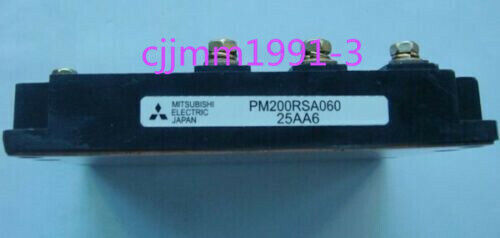 cjjmm1991-3
MITSUBISHI
ELECTRIC
JAPAN
PM200RSA060
25AA6